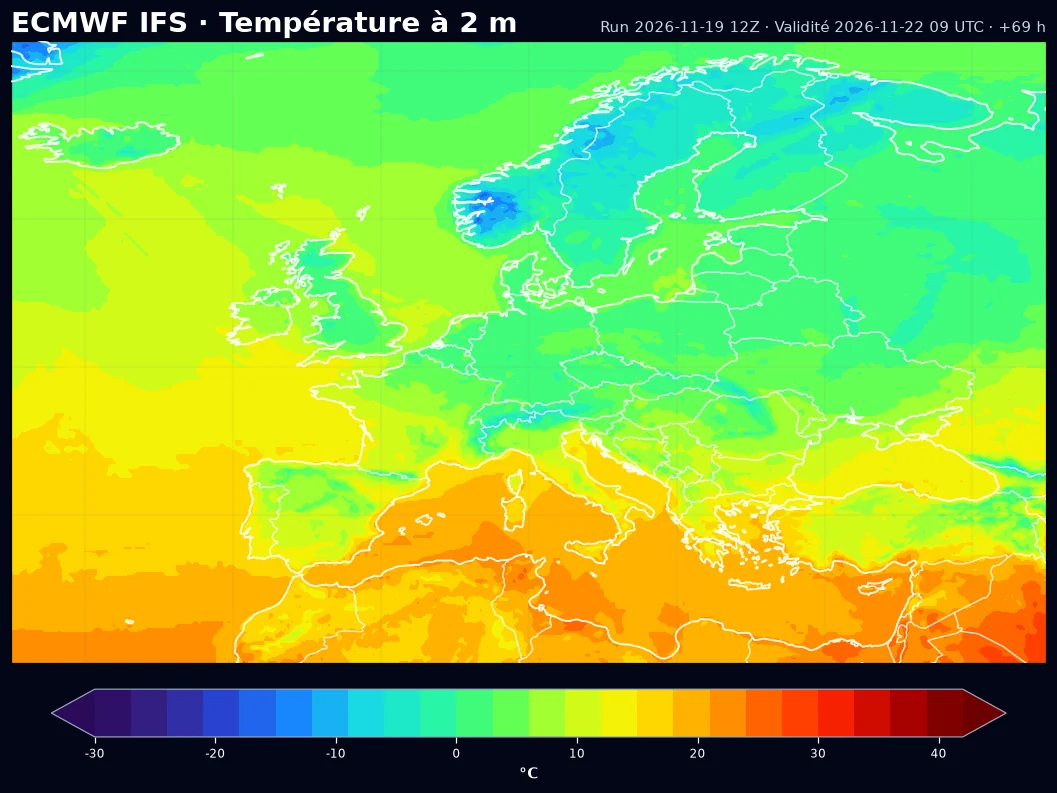 ECMWF IFS · Température à 2 m
Run 2026-11-19 12Z · Validité 2026-11-22 09 UTC · +69 h
-30 -20 -10 0 10 20 30 40
°C